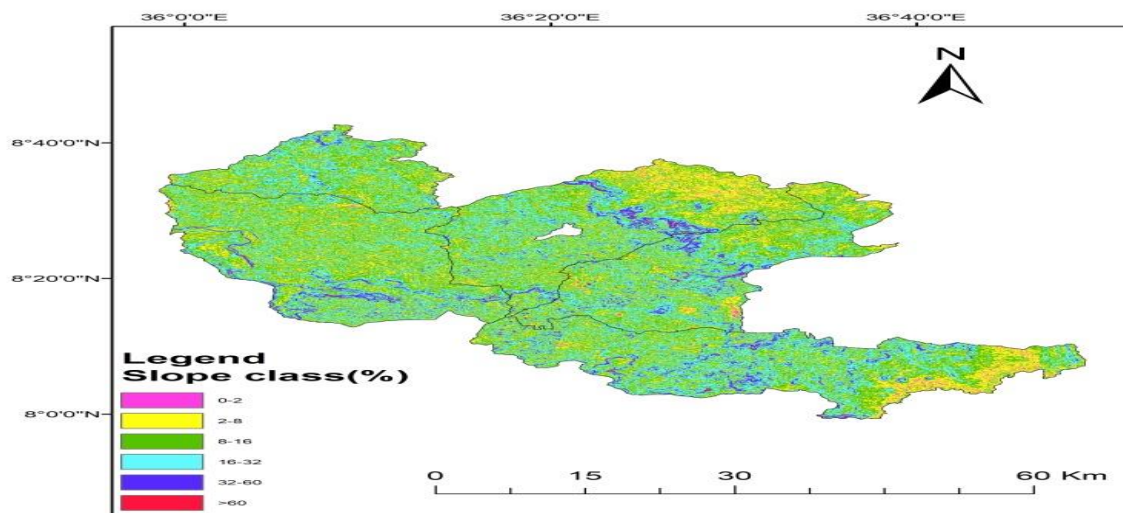 36°0'0"E 36°20'0"E 36°40'0"E
N
8°40'0"N
8°20'0"N
8°0'0"N
Legend
Slope class(%)
0-2
2-8
8-16
16-32
32-60
>60
0 15 30 60 Km